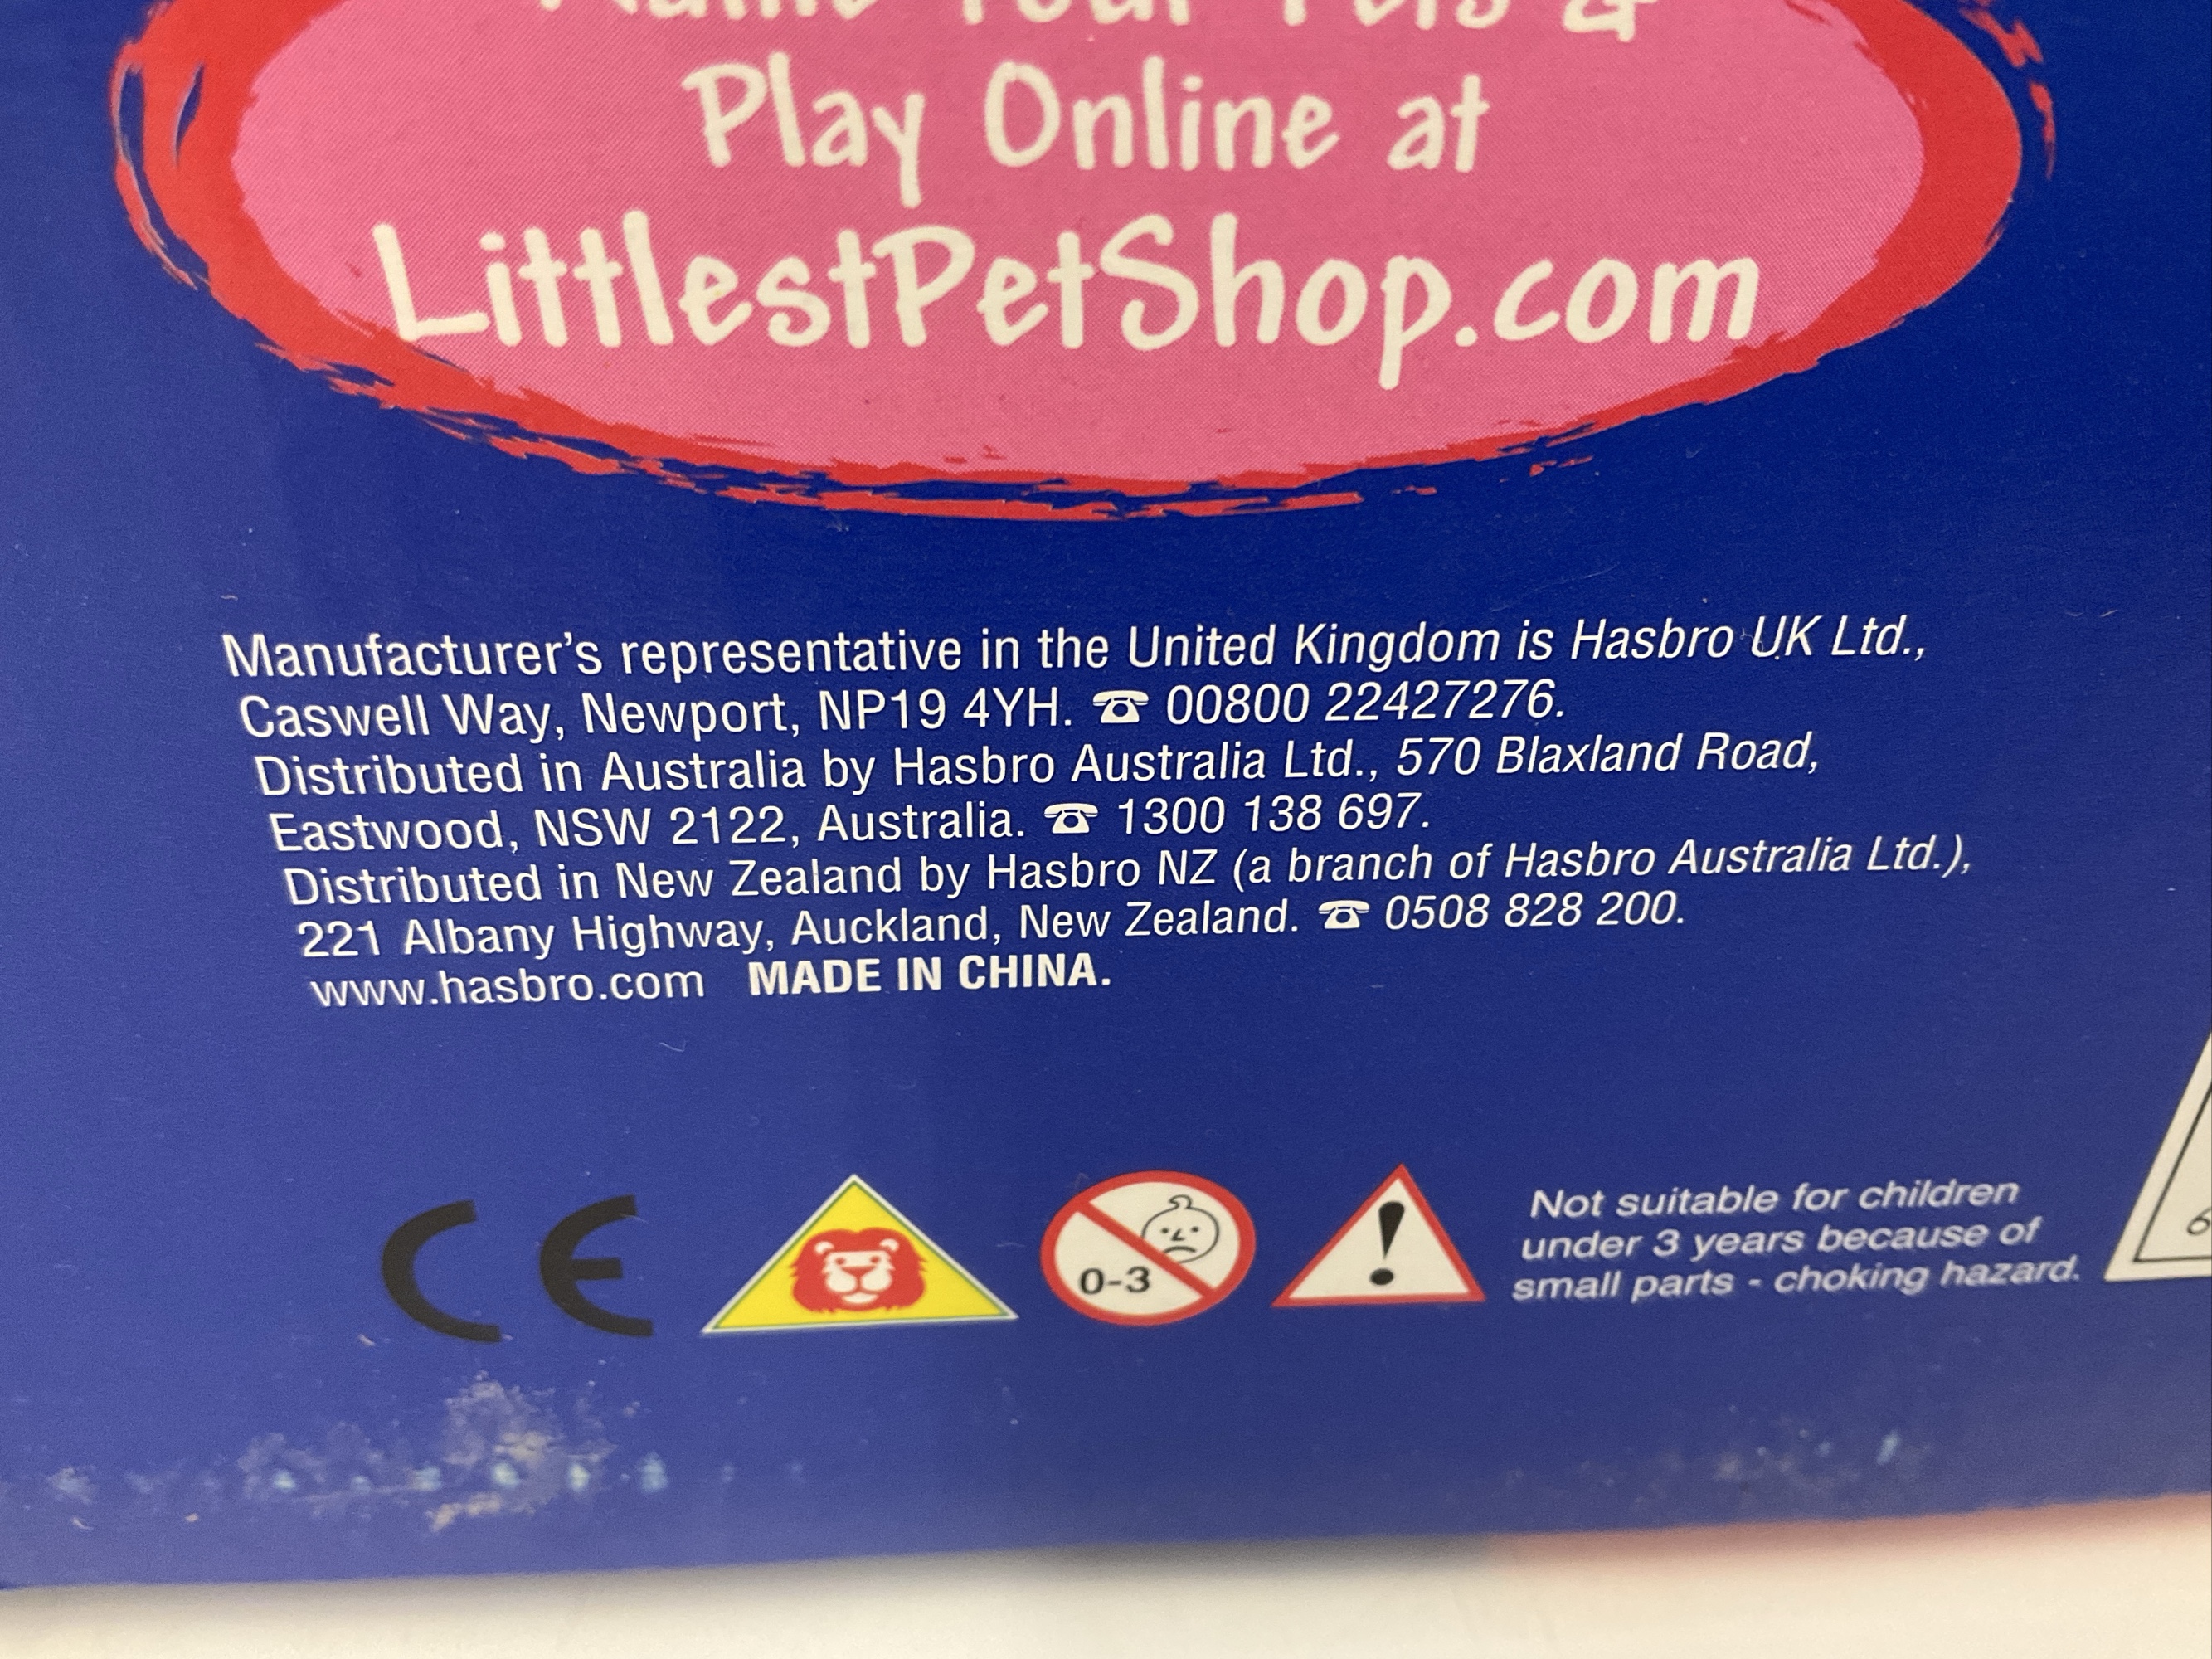 Name Your Pets &
Play Online at
LittlestPetShop.com
Manufacturer's representative in the United Kingdom is Hasbro UK Ltd.,
Caswell Way, Newport, NP19 4YH. ☎ 00800 22427276.
Distributed in Australia by Hasbro Australia Ltd., 570 Blaxland Road,
Eastwood, NSW 2122, Australia. ☎ 1300 138 697.
Distributed in New Zealand by Hasbro NZ (a branch of Hasbro Australia Ltd.),
221 Albany Highway, Auckland, New Zealand. ☎ 0508 828 200.
www.hasbro.com MADE IN CHINA.
CE
0-3
!
Not suitable for children
under 3 years because of
small parts - choking hazard.